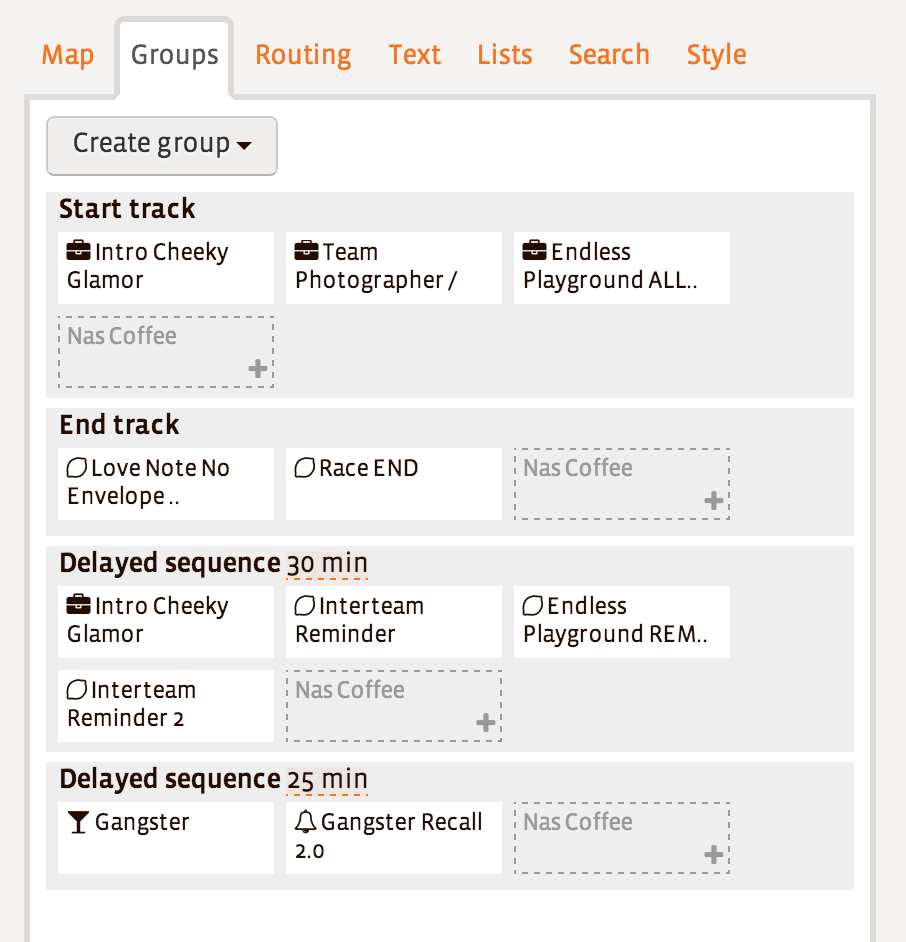 Map Groups Routing Text Lists Search Style
Create group
Start track
Intro Cheeky
Glamor
Team
Photographer /
Endless
Playground ALL..
Nas Coffee
End track
Love Note No
Envelope ..
Race END
Nas Coffee
Delayed sequence 30 min
Intro Cheeky
Glamor
Interteam
Reminder
Endless
Playground REM..
Interteam
Reminder 2
Nas Coffee
Delayed sequence 25 min
Gangster
Gangster Recall
2.0
Nas Coffee